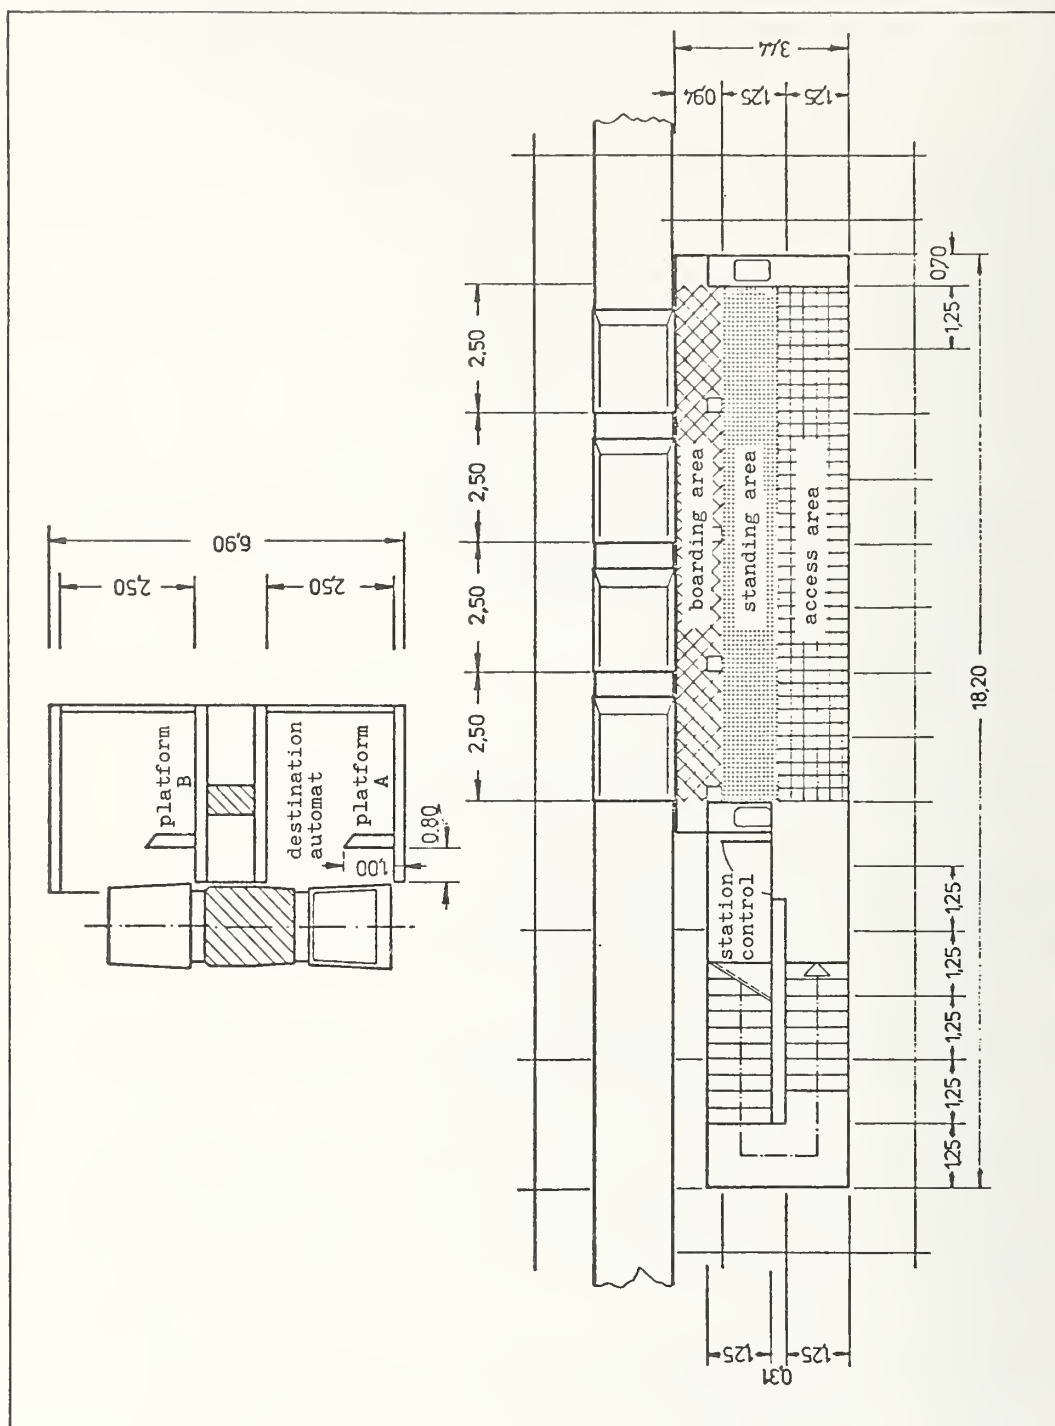 6,90
2,50
2,50
platform
B
destination
automat
platform
A
1,00
0.80
3,44
0,94
1,25
1,25
0,70
1,25
2,50
2,50
2,50
2,50
boarding area
standing area
access area
18,20
station
control
1,25
1,25
1,25
1,25
1,25
1,25
0,31
1,25